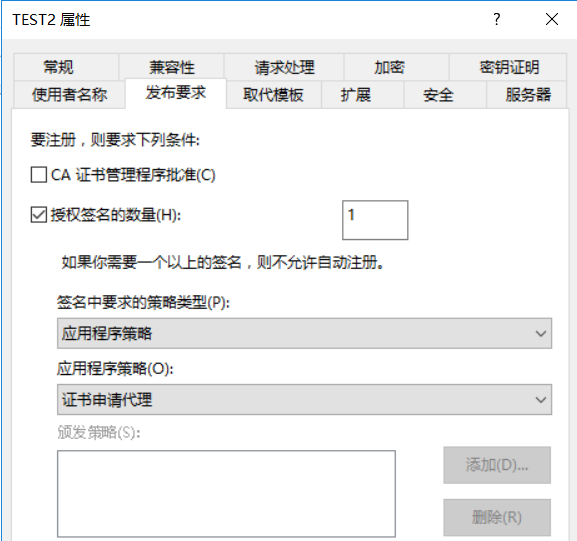 TEST2 属性
常规 兼容性 请求处理 加密 密钥证明
使用者名称 发布要求 取代模板 扩展 安全 服务器
要注册，则要求下列条件:
CA 证书管理程序批准(C)
授权签名的数量(H): 1
如果你需要一个以上的签名，则不允许自动注册。
签名中要求的策略类型(P):
应用程序策略
应用程序策略(O):
证书申请代理
颁发策略(S):
添加(D)...
删除(R)